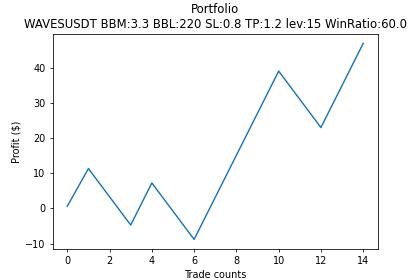 Portfolio
WAVESUSDT BBM:3.3 BBL:220 SL:0.8 TP:1.2 lev:15 WinRatio:60.0
40
30
20
10
0
−10
Profit ($)
0 2 4 6 8 10 12 14
Trade counts